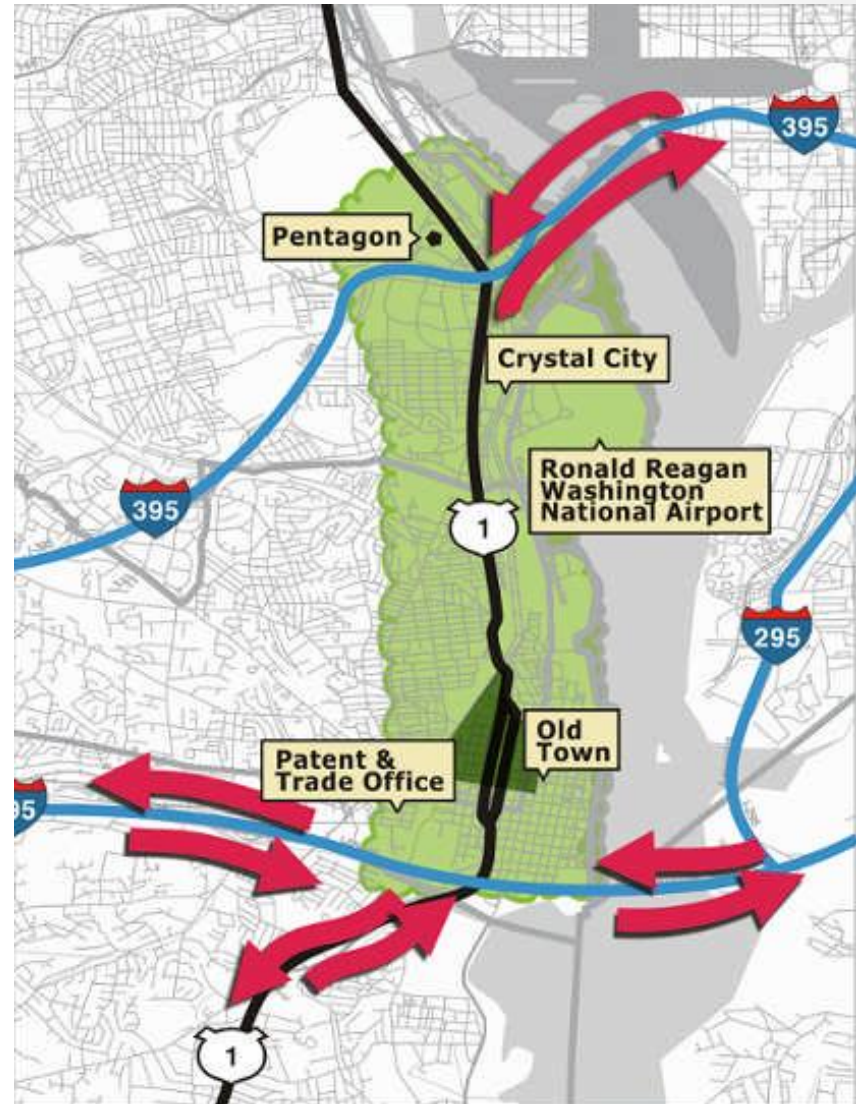 395
Pentagon
Crystal City
Ronald Reagan
Washington
National Airport
395
1
295
Old
Town
Patent &
Trade Office
95
1